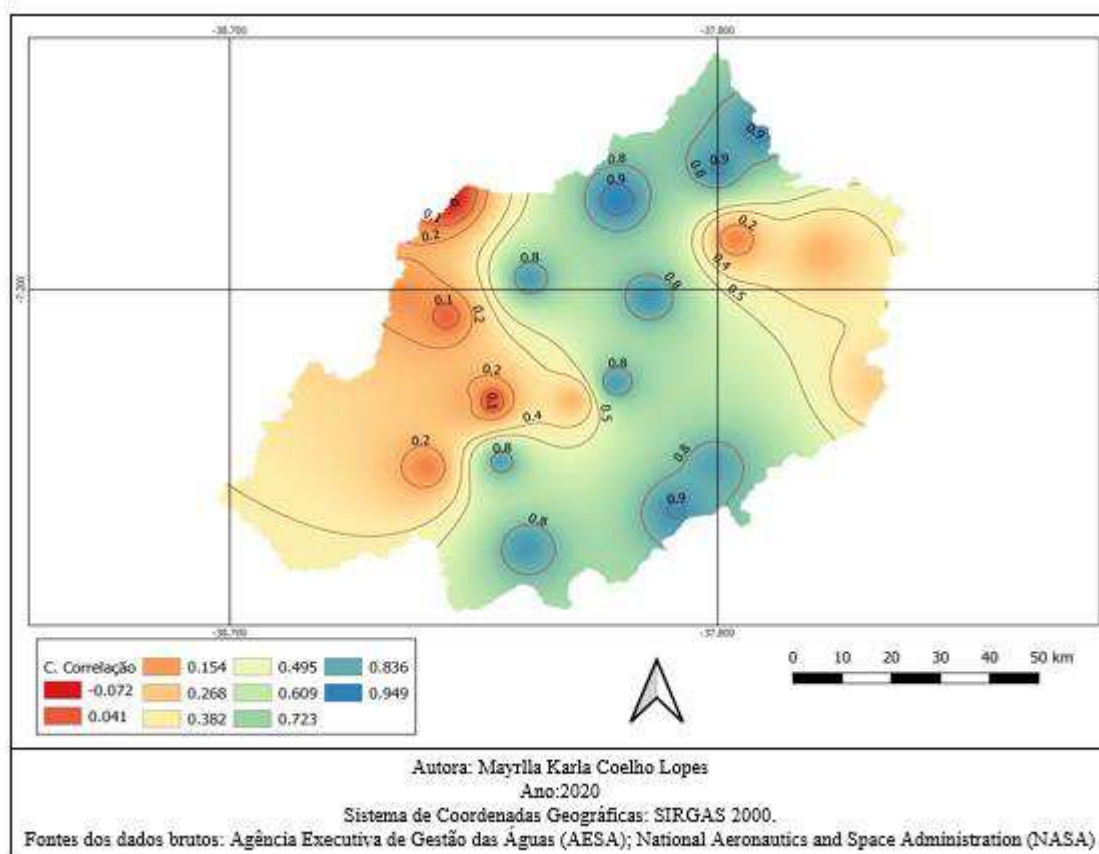 -38.700 -37.800
0.9
0.8 0.9
0.9 0.8
0.1
0.2
0.2
0.8
0.4
-7.200 0.5
0.1 0.2
0.8
0.2
0.1 0.4 0.5
0.2 0.8 0.8
0.9
0.8
-38.700 -37.800
C. Correlação 0.154 0.495 0.836
-0.072 0.268 0.609 0.949
0.041 0.382 0.723
0 10 20 30 40 50 km
Autora: Mayrlla Karla Coelho Lopes
Ano:2020
Sistema de Coordenadas Geográficas: SIRGAS 2000.
Fontes dos dados brutos: Agência Executiva de Gestão das Águas (AESA); National Aeronautics and Space Administration (NASA)